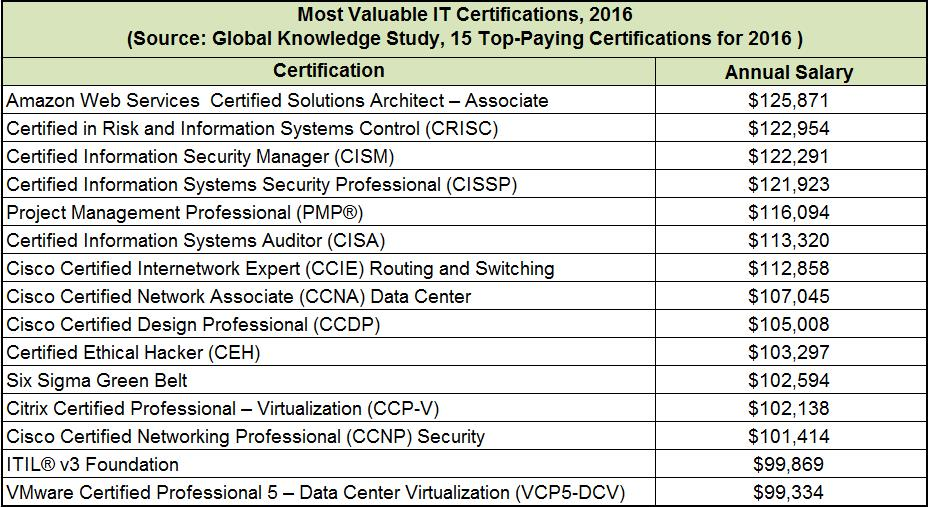 Most Valuable IT Certifications, 2016
(Source: Global Knowledge Study, 15 Top-Paying Certifications for 2016 )
Certification Annual Salary
Amazon Web Services  Certified Solutions Architect – Associate $125,871
Certified in Risk and Information Systems Control (CRISC) $122,954
Certified Information Security Manager (CISM) $122,291
Certified Information Systems Security Professional (CISSP) $121,923
Project Management Professional (PMP®) $116,094
Certified Information Systems Auditor (CISA) $113,320
Cisco Certified Internetwork Expert (CCIE) Routing and Switching $112,858
Cisco Certified Network Associate (CCNA) Data Center $107,045
Cisco Certified Design Professional (CCDP) $105,008
Certified Ethical Hacker (CEH) $103,297
Six Sigma Green Belt $102,594
Citrix Certified Professional – Virtualization (CCP-V) $102,138
Cisco Certified Networking Professional (CCNP) Security $101,414
ITIL® v3 Foundation $99,869
VMware Certified Professional 5 – Data Center Virtualization (VCP5-DCV) $99,334